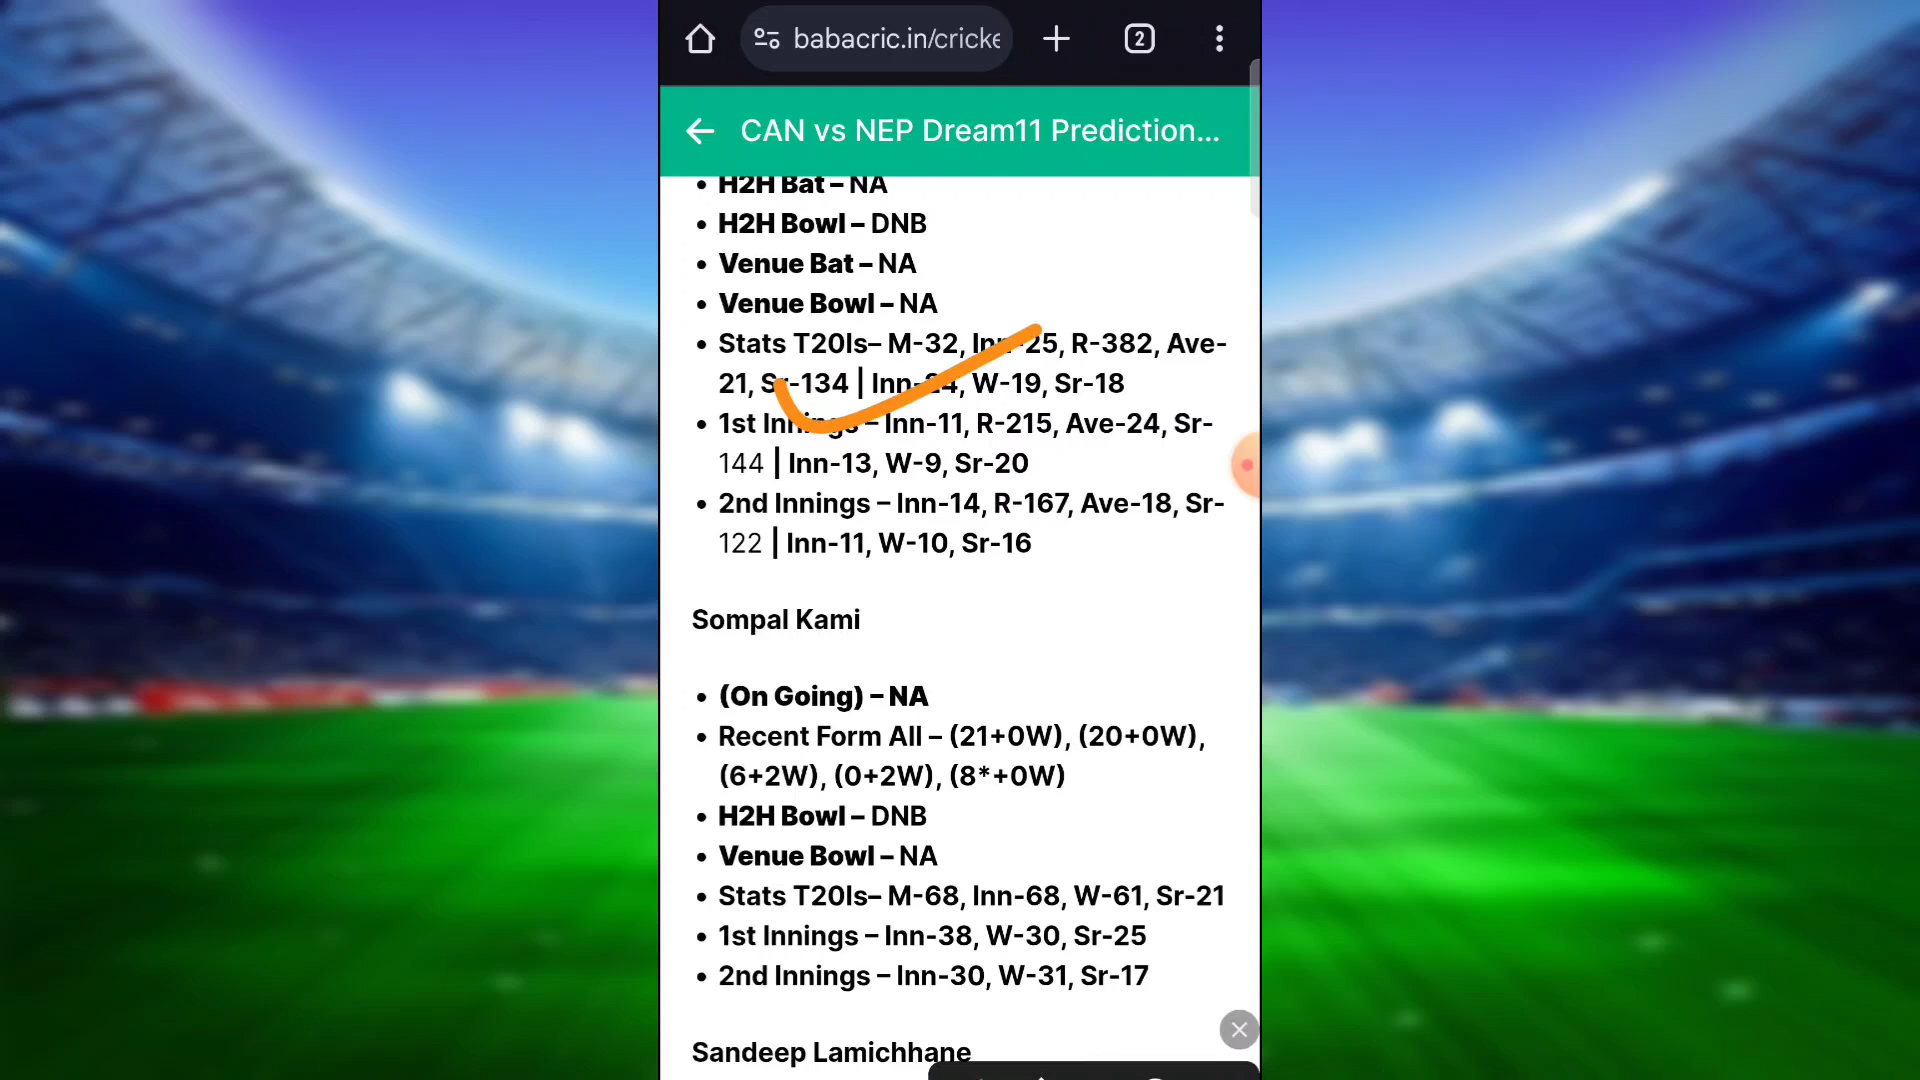 babacric.in/cricke
2
CAN vs NEP Dream11 Prediction...
• H2H Bat – NA
• H2H Bowl – DNB
• Venue Bat – NA
• Venue Bowl – NA
• Stats T20Is– M-32, Inn-25, R-382, Ave-
21, Sr-134 | Inn-24, W-19, Sr-18
• 1st Innings – Inn-11, R-215, Ave-24, Sr-
144 | Inn-13, W-9, Sr-20
• 2nd Innings – Inn-14, R-167, Ave-18, Sr-
122 | Inn-11, W-10, Sr-16
Sompal Kami
• (On Going) – NA
• Recent Form All – (21+0W), (20+0W),
(6+2W), (0+2W), (8*+0W)
• H2H Bowl – DNB
• Venue Bowl – NA
• Stats T20Is– M-68, Inn-68, W-61, Sr-21
• 1st Innings – Inn-38, W-30, Sr-25
• 2nd Innings – Inn-30, W-31, Sr-17
Sandeep Lamichhane